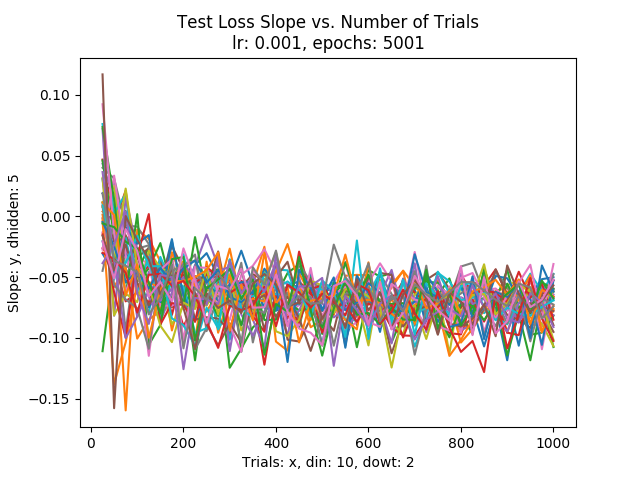 Test Loss Slope vs. Number of Trials
lr: 0.001, epochs: 5001
0.10
0.05
0.00
−0.05
−0.10
−0.15
Slope: y, dhidden: 5
0 200 400 600 800 1000
Trials: x, din: 10, dowt: 2